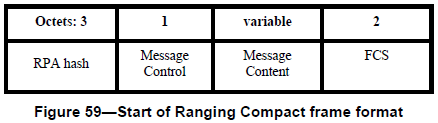 Octets: 3 1 variable 2
RPA hash Message Control Message Content FCS
Figure 59—Start of Ranging Compact frame format